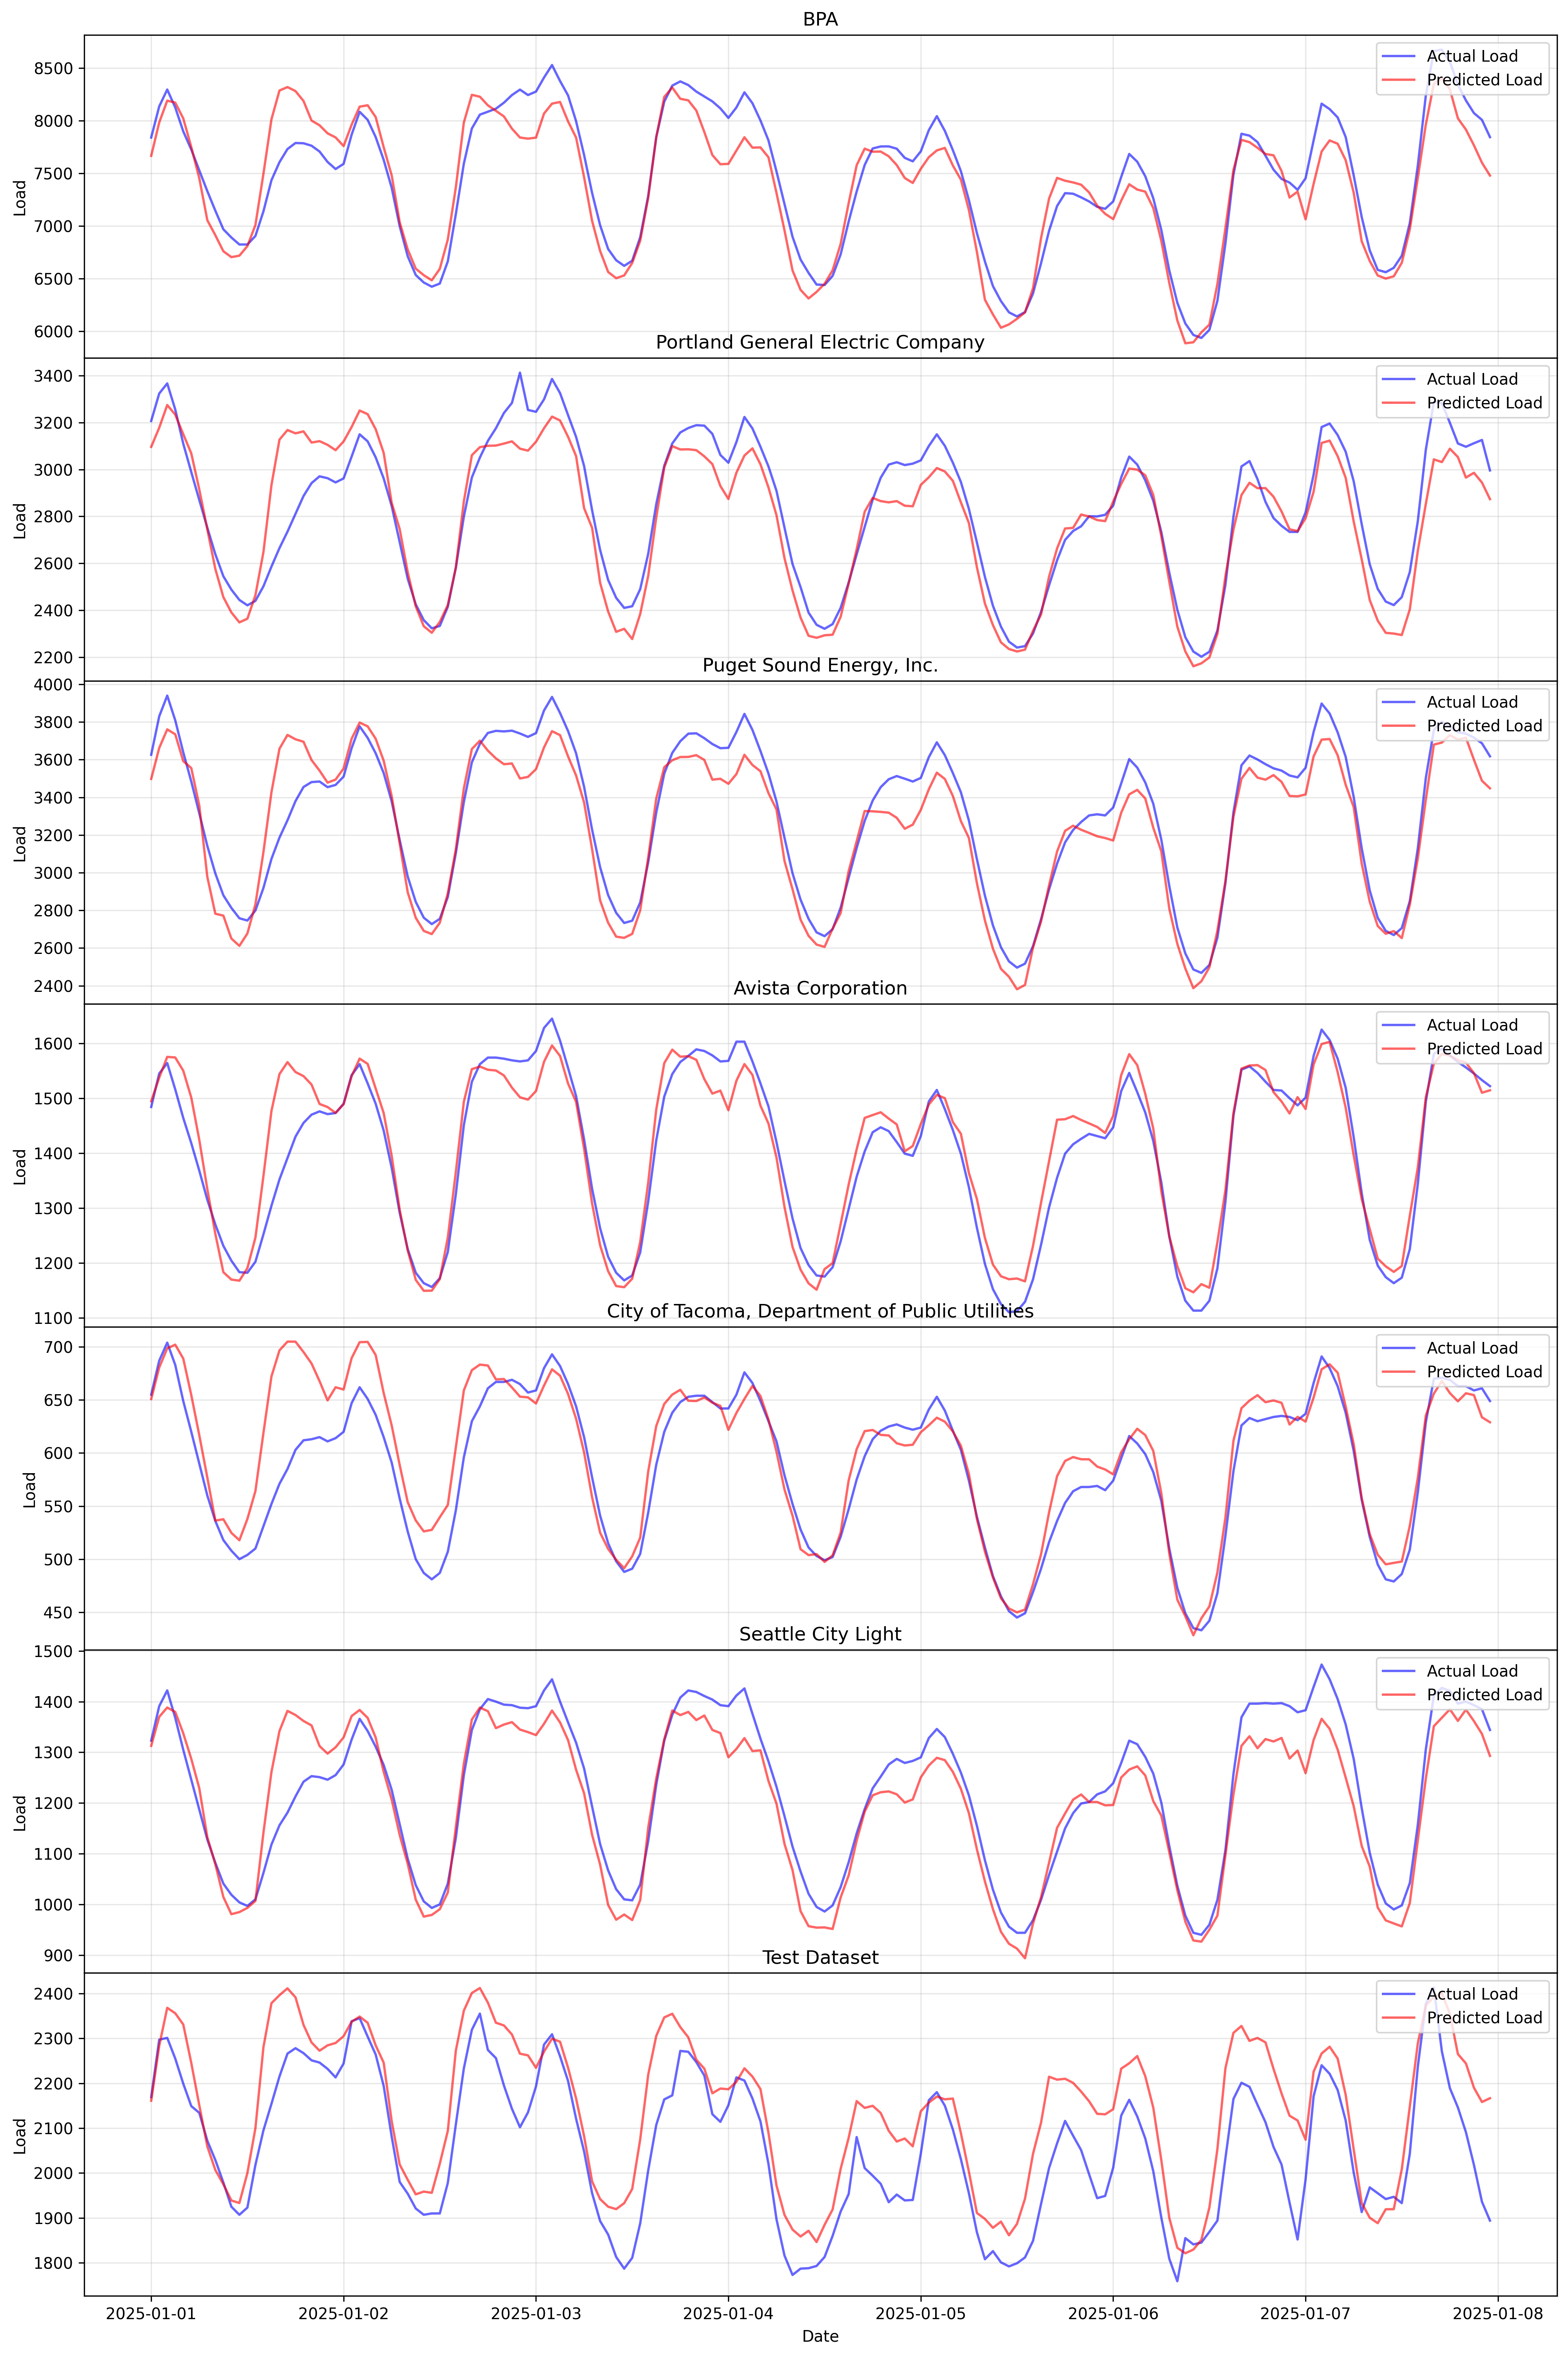 BPA
Actual Load
Predicted Load
8500
8000
7500
7000
6500
6000
Load
Portland General Electric Company
Actual Load
Predicted Load
3400
3200
3000
2800
2600
2400
2200
Load
Puget Sound Energy, Inc.
Actual Load
Predicted Load
4000
3800
3600
3400
3200
3000
2800
2600
2400
Load
Avista Corporation
Actual Load
Predicted Load
1600
1500
1400
1300
1200
1100
Load
City of Tacoma, Department of Public Utilities
Actual Load
Predicted Load
700
650
600
550
500
450
Load
Seattle City Light
Actual Load
Predicted Load
1500
1400
1300
1200
1100
1000
900
Load
Test Dataset
Actual Load
Predicted Load
2400
2300
2200
2100
2000
1900
1800
Load
2025-01-01 2025-01-02 2025-01-03 2025-01-04 2025-01-05 2025-01-06 2025-01-07 2025-01-08
Date